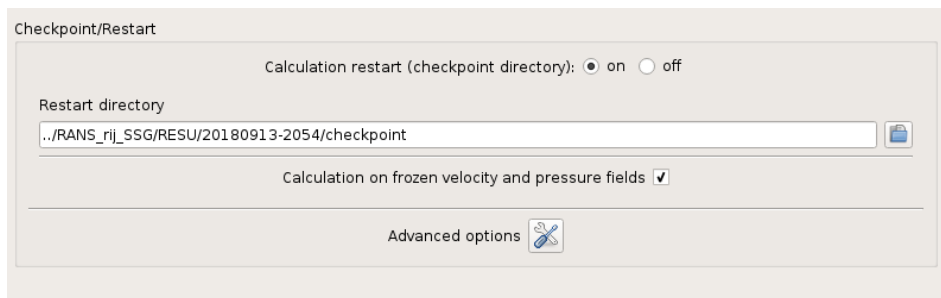 Checkpoint/Restart
Calculation restart (checkpoint directory): on off
Restart directory
../RANS_rij_SSG/RESU/20180913-2054/checkpoint
Calculation on frozen velocity and pressure fields
Advanced options